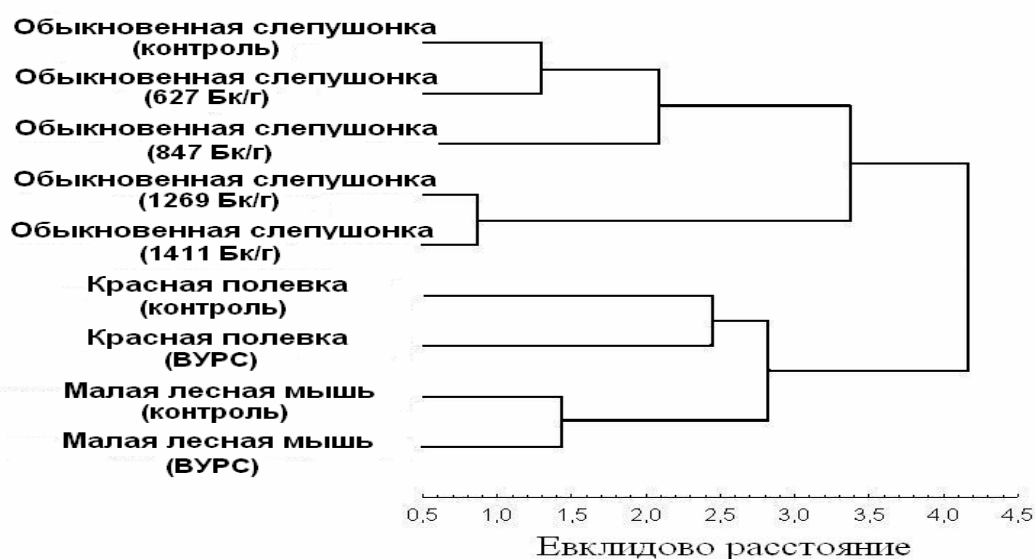 Обыкновенная слепушонка
(контроль)
Обыкновенная слепушонка
(627 Бк/г)
Обыкновенная слепушонка
(847 Бк/г)
Обыкновенная слепушонка
(1269 Бк/г)
Обыкновенная слепушонка
(1411 Бк/г)
Красная полевка
(контроль)
Красная полевка
(ВУРС)
Малая лесная мышь
(контроль)
Малая лесная мышь
(ВУРС)
0,5 1,0 1,5 2,0 2,5 3,0 3,5 4,0 4,5
Евклидово расстояние